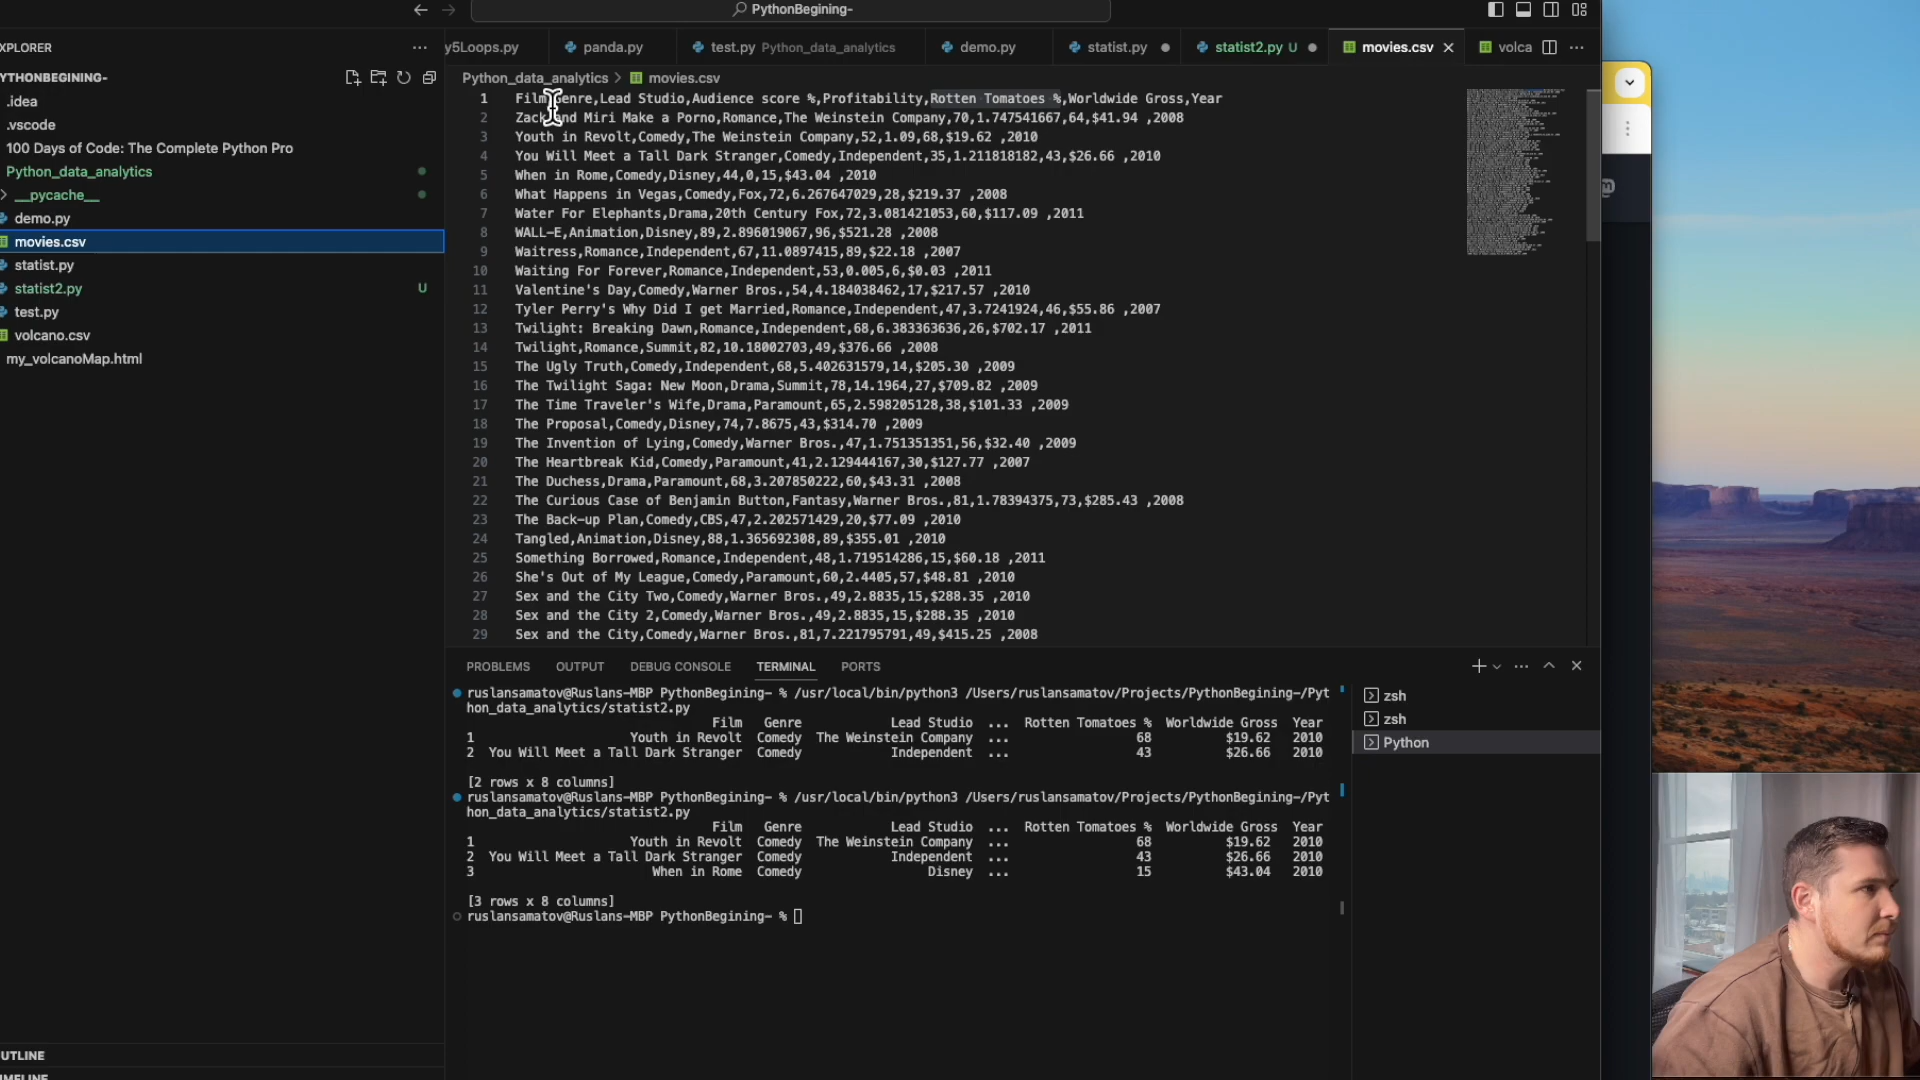 PythonBegining-
XPLORER
y5Loops.py
panda.py
test.py Python_data_analytics
demo.py
statist.py
statist2.py U
movies.csv
volca
YTHONBEGINING-
Python_data_analytics > movies.csv
.idea
.vscode
100 Days of Code: The Complete Python Pro
Python_data_analytics
__pycache__
demo.py
movies.csv
statist.py
statist2.py U
test.py
volcano.csv
my_volcanoMap.html
UTLINE
IMELINE
1 Film,Genre,Lead Studio,Audience score %,Profitability,Rotten Tomatoes %,Worldwide Gross,Year
2 Zack and Miri Make a Porno,Romance,The Weinstein Company,70,1.747541667,64,$41.94 ,2008
3 Youth in Revolt,Comedy,The Weinstein Company,52,1.09,68,$19.62 ,2010
4 You Will Meet a Tall Dark Stranger,Comedy,Independent,35,1.211818182,43,$26.66 ,2010
5 When in Rome,Comedy,Disney,44,0,15,$43.04 ,2010
6 What Happens in Vegas,Comedy,Fox,72,6.267647029,28,$219.37 ,2008
7 Water For Elephants,Drama,20th Century Fox,72,3.081421053,60,$117.09 ,2011
8 WALL-E,Animation,Disney,89,2.896019067,96,$521.28 ,2008
9 Waitress,Romance,Independent,67,11.0897415,89,$22.18 ,2007
10 Waiting For Forever,Romance,Independent,53,0.005,6,$0.03 ,2011
11 Valentine's Day,Comedy,Warner Bros.,54,4.184038462,17,$217.57 ,2010
12 Tyler Perry's Why Did I get Married,Romance,Independent,47,3.7241924,46,$55.86 ,2007
13 Twilight: Breaking Dawn,Romance,Independent,68,6.383363636,26,$702.17 ,2011
14 Twilight,Romance,Summit,82,10.18002703,49,$376.66 ,2008
15 The Ugly Truth,Comedy,Independent,68,5.402631579,14,$205.30 ,2009
16 The Twilight Saga: New Moon,Drama,Summit,78,14.1964,27,$709.82 ,2009
17 The Time Traveler's Wife,Drama,Paramount,65,2.598205128,38,$101.33 ,2009
18 The Proposal,Comedy,Disney,74,7.8675,43,$314.70 ,2009
19 The Invention of Lying,Comedy,Warner Bros.,47,1.751351351,56,$32.40 ,2009
20 The Heartbreak Kid,Comedy,Paramount,41,2.129444167,30,$127.77 ,2007
21 The Duchess,Drama,Paramount,68,3.207850222,60,$43.31 ,2008
22 The Curious Case of Benjamin Button,Fantasy,Warner Bros.,81,1.78394375,73,$285.43 ,2008
23 The Back-up Plan,Comedy,CBS,47,2.202571429,20,$77.09 ,2010
24 Tangled,Animation,Disney,88,1.365692308,89,$355.01 ,2010
25 Something Borrowed,Romance,Independent,48,1.719514286,15,$60.18 ,2011
26 She's Out of My League,Comedy,Paramount,60,2.4405,57,$48.81 ,2010
27 Sex and the City Two,Comedy,Warner Bros.,49,2.8835,15,$288.35 ,2010
28 Sex and the City 2,Comedy,Warner Bros.,49,2.8835,15,$288.35 ,2010
29 Sex and the City,Comedy,Warner Bros.,81,7.221795791,49,$415.25 ,2008
PROBLEMS OUTPUT DEBUG CONSOLE TERMINAL PORTS
ruslansamatov@Ruslans-MBP PythonBegining- % /usr/local/bin/python3 /Users/ruslansamatov/Projects/PythonBegining-/Pyt
hon_data_analytics/statist2.py
Film Genre Lead Studio ... Rotten Tomatoes % Worldwide Gross Year
1 Youth in Revolt Comedy The Weinstein Company ... 68 $19.62 2010
2 You Will Meet a Tall Dark Stranger Comedy Independent ... 43 $26.66 2010
[2 rows x 8 columns]
ruslansamatov@Ruslans-MBP PythonBegining- % /usr/local/bin/python3 /Users/ruslansamatov/Projects/PythonBegining-/Pyt
hon_data_analytics/statist2.py
Film Genre Lead Studio ... Rotten Tomatoes % Worldwide Gross Year
1 Youth in Revolt Comedy The Weinstein Company ... 68 $19.62 2010
2 You Will Meet a Tall Dark Stranger Comedy Independent ... 43 $26.66 2010
3 When in Rome Comedy Disney ... 15 $43.04 2010
[3 rows x 8 columns]
ruslansamatov@Ruslans-MBP PythonBegining- %
zsh
zsh
Python